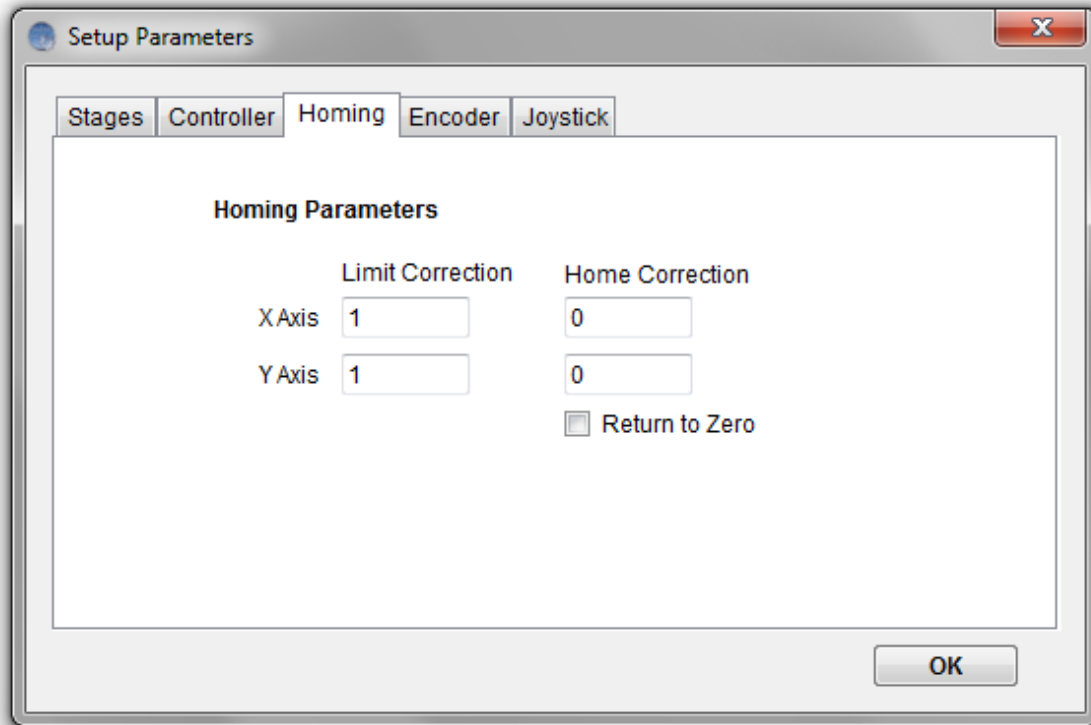 Setup Parameters
Stages Controller Homing Encoder Joystick
Homing Parameters
Limit Correction Home Correction
X Axis 1 0
Y Axis 1 0
Return to Zero
OK